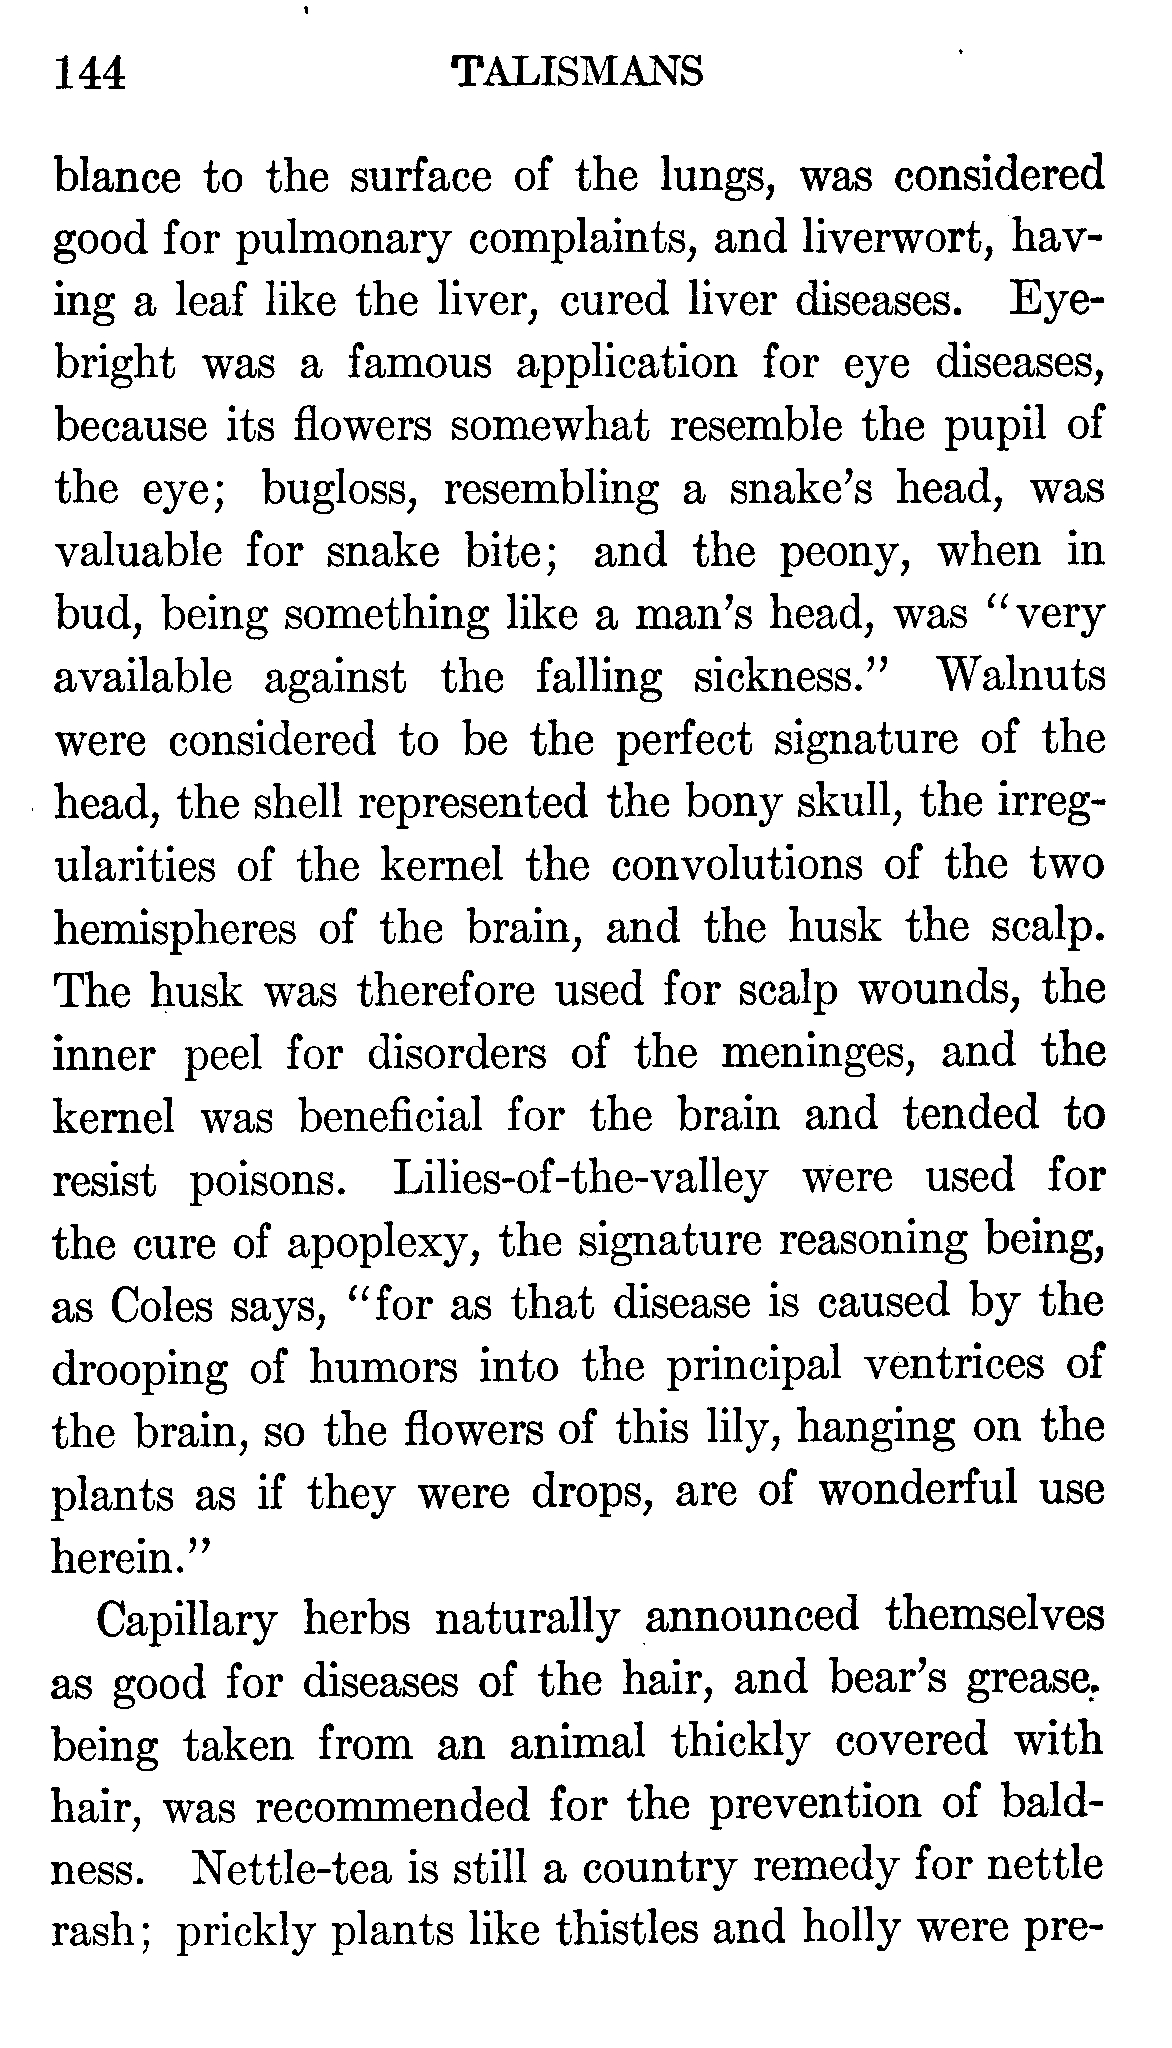 144 TALISMANS
blance to the surface of the lungs, was considered
good for pulmonary complaints, and liverwort, hav-
ing a leaf like the liver, cured liver diseases. Eye-
bright was a famous application for eye diseases,
because its flowers somewhat resemble the pupil of
the eye; bugloss, resembling a snake's head, was
valuable for snake bite; and the peony, when in
bud, being something like a man's head, was "very
available against the falling sickness." Walnuts
were considered to be the perfect signature of the
head, the shell represented the bony skull, the irreg-
ularities of the kernel the convolutions of the two
hemispheres of the brain, and the husk the scalp.
The husk was therefore used for scalp wounds, the
inner peel for disorders of the meninges, and the
kernel was beneficial for the brain and tended to
resist poisons. Lilies-of-the-valley were used for
the cure of apoplexy, the signature reasoning being,
as Coles says, "for as that disease is caused by the
drooping of humors into the principal ventrices of
the brain, so the flowers of this lily, hanging on the
plants as if they were drops, are of wonderful use
herein."
Capillary herbs naturally announced themselves
as good for diseases of the hair, and bear's grease,
being taken from an animal thickly covered with
hair, was recommended for the prevention of bald-
ness. Nettle-tea is still a country remedy for nettle
rash; prickly plants like thistles and holly were pre-